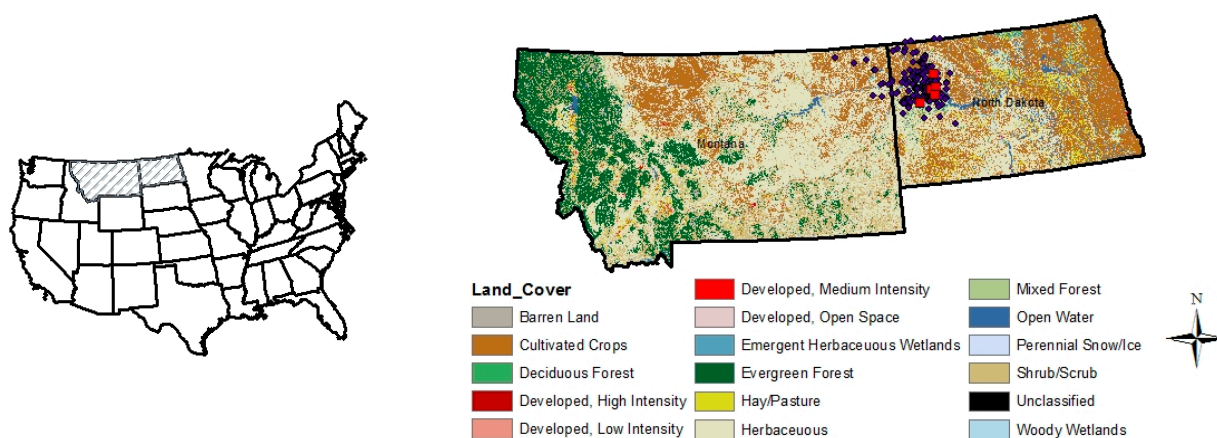 Montana
North Dakota
Land_Cover
Barren Land
Cultivated Crops
Deciduous Forest
Developed, High Intensity
Developed, Low Intensity
Developed, Medium Intensity
Developed, Open Space
Emergent Herbaceuous Wetlands
Evergreen Forest
Hay/Pasture
Herbaceuous
Mixed Forest
Open Water
Perennial Snow/Ice
Shrub/Scrub
Unclassified
Woody Wetlands
N